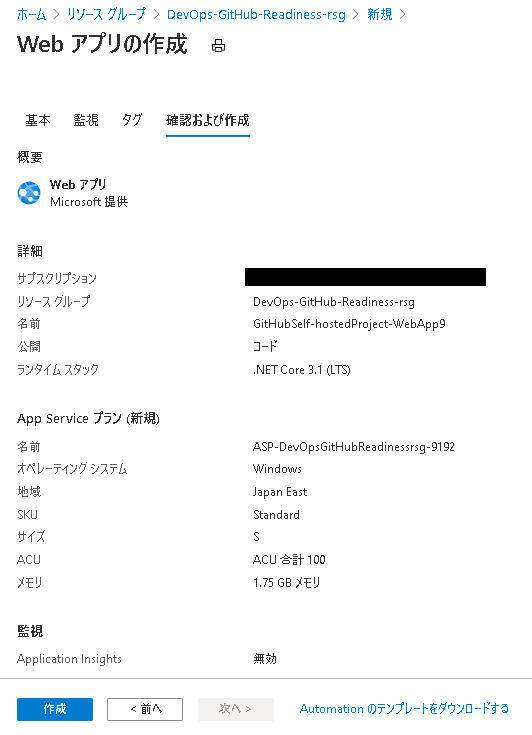 ホーム > リソース グループ > DevOps-GitHub-Readiness-rsg > 新規 >
Web アプリの作成
基本 監視 タグ 確認および作成
概要
Web アプリ
Microsoft 提供
詳細
サブスクリプション
リソース グループ DevOps-GitHub-Readiness-rsg
名前 GitHubSelf-hostedProject-WebApp9
公開 コード
ランタイム スタック .NET Core 3.1 (LTS)
App Service プラン (新規)
名前 ASP-DevOpsGitHubReadinessrsg-9192
オペレーティング システム Windows
地域 Japan East
SKU Standard
サイズ S
ACU ACU 合計 100
メモリ 1.75 GB メモリ
監視
Application Insights 無効
作成 < 前へ 次へ > Automation のテンプレートをダウンロードする